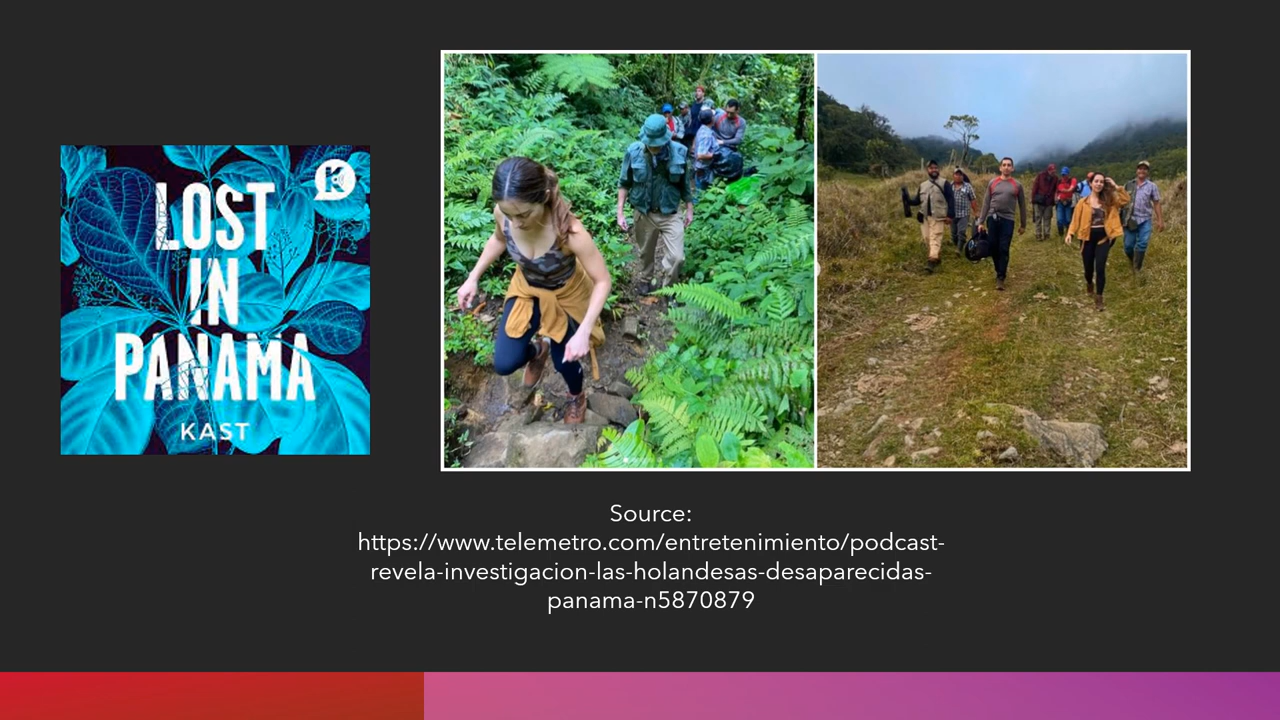 K
LOST
IN
PANAMA
KAST
Source:
https://www.telemetro.com/entretenimiento/podcast-
revela-investigacion-las-holandesas-desaparecidas-
panama-n5870879